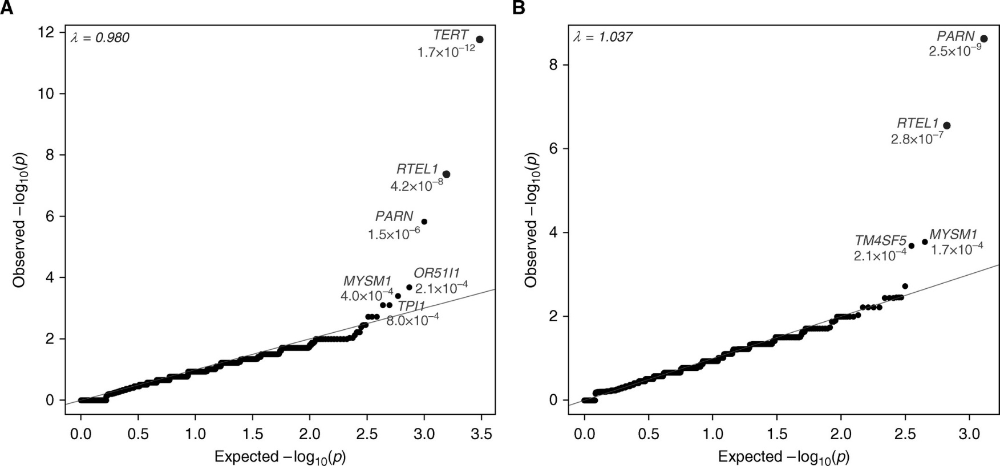 A
λ = 0.980
TERT
1.7×10⁻¹²
RTEL1
4.2×10⁻⁸
PARN
1.5×10⁻⁶
OR51I1
2.1×10⁻⁴
MYSM1
4.0×10⁻⁴
TPI1
8.0×10⁻⁴
12
10
8
6
4
2
0
Observed −log₁₀(p)
0.0 0.5 1.0 1.5 2.0 2.5 3.0 3.5
Expected −log₁₀(p)
B
λ = 1.037
PARN
2.5×10⁻⁹
RTEL1
2.8×10⁻⁷
TM4SF5
2.1×10⁻⁴
MYSM1
1.7×10⁻⁴
8
6
4
2
0
Observed −log₁₀(p)
0.0 0.5 1.0 1.5 2.0 2.5 3.0
Expected −log₁₀(p)